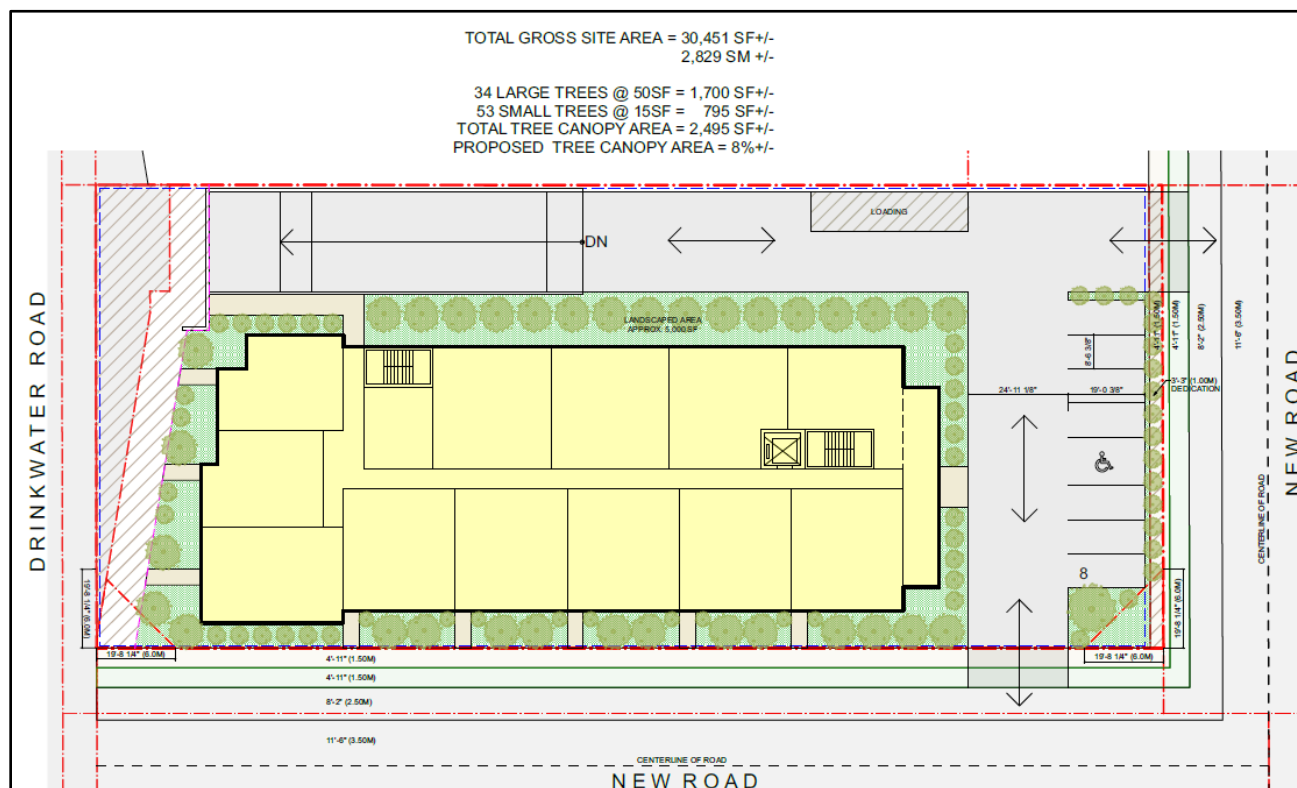 TOTAL GROSS SITE AREA = 30,451 SF+/-
2,829 SM +/-
34 LARGE TREES @ 50SF = 1,700 SF+/-
53 SMALL TREES @ 15SF = 795 SF+/-
TOTAL TREE CANOPY AREA = 2,495 SF+/-
PROPOSED TREE CANOPY AREA = 8%+/-
LOADING
DN
LANDSCAPED AREA
APPROX. 5,000SF
4'-11" (1.50M)
4'-11" (1.50M)
8'-2" (2.50M)
11'-6" (3.50M)
8'-6 3/8"
24'-11 1/8"
19'-0 3/8"
3'-3" (1.00M)
DEDICATION
DRINKWATER ROAD
NEW ROAD
CENTERLINE OF ROAD
8
19'-8 1/4" (6.0M)
19'-8 1/4" (6.0M)
19'-8 1/4" (6.0M)
19'-8 1/4" (6.0M)
4'-11" (1.50M)
4'-11" (1.50M)
8'-2" (2.50M)
11'-6" (3.50M)
CENTERLINE OF ROAD
NEW ROAD